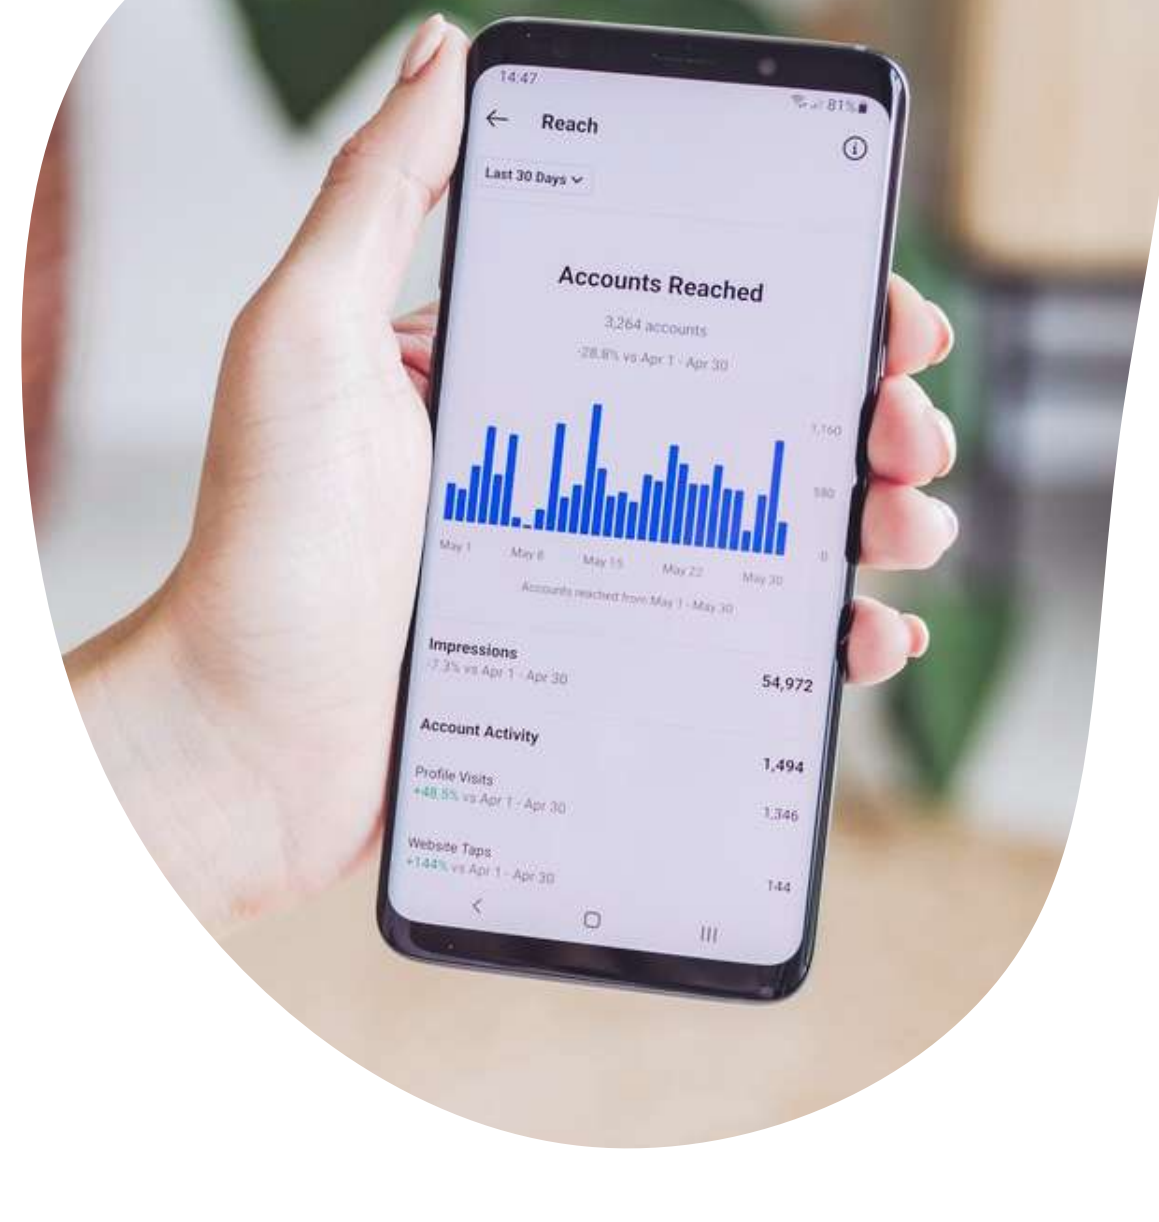 14:47
81%
Reach
Last 30 Days
Accounts Reached
3,264 accounts
-28.8% vs Apr 1 - Apr 30
1,160
580
0
May 1
May 8
May 15
May 22
May 30
Accounts reached from May 1 - May 30
Impressions
54,972
-7.3% vs Apr 1 - Apr 30
Account Activity
1,494
Profile Visits
1,346
+48.5% vs Apr 1 - Apr 30
Website Taps
144
+144% vs Apr 1 - Apr 30